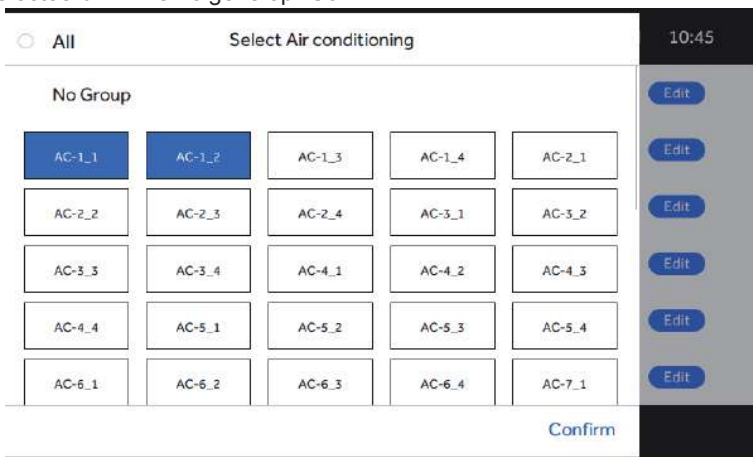 All Select Air conditioning 10:45
No Group Edit
AC-1_1 AC-1_2 AC-1_3 AC-1_4 AC-2_1 Edit
AC-2_2 AC-2_3 AC-2_4 AC-3_1 AC-3_2 Edit
AC-3_3 AC-3_4 AC-4_1 AC-4_2 AC-4_3 Edit
AC-4_4 AC-5_1 AC-5_2 AC-5_3 AC-5_4 Edit
AC-6_1 AC-6_2 AC-6_3 AC-6_4 AC-7_1 Edit
Confirm